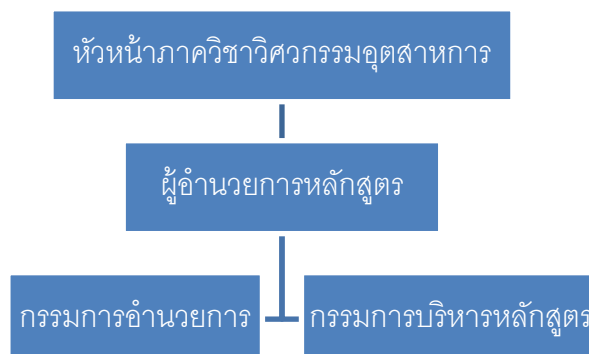 หัวหน้าภาควิชาวิศวกรรมอุตสาหการ
ผู้อำนวยการหลักสูตร
กรรมการอำนวยการ
กรรมการบริหารหลักสูตร